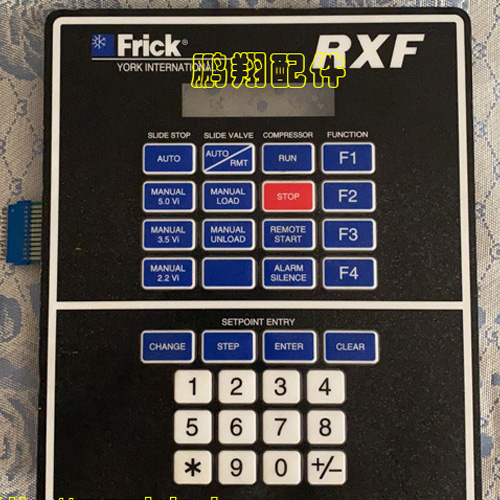 Frick®
RXF
YORK INTERNATIONAL
鹏翔配件
SLIDE STOP SLIDE VALVE COMPRESSOR FUNCTION
AUTO AUTO/RMT RUN F1
MANUAL 5.0 Vi MANUAL LOAD STOP F2
MANUAL 3.5 Vi MANUAL UNLOAD REMOTE START F3
MANUAL 2.2 Vi ALARM SILENCE F4
SETPOINT ENTRY
CHANGE STEP ENTER CLEAR
1 2 3 4
5 6 7 8
* 9 0 +/-